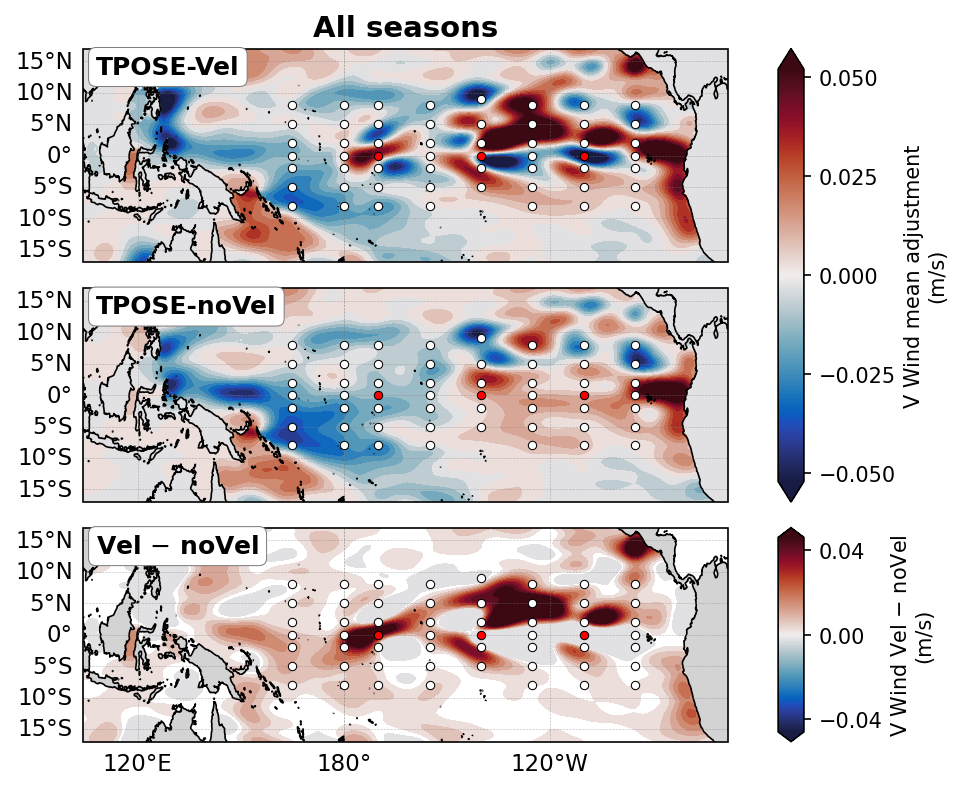 All seasons
TPOSE-Vel
15°N
10°N
5°N
0°
5°S
10°S
15°S
TPOSE-noVel
15°N
10°N
5°N
0°
5°S
10°S
15°S
Vel − noVel
15°N
10°N
5°N
0°
5°S
10°S
15°S
120°E
180°
120°W
0.050
0.025
0.000
−0.025
−0.050
V Wind mean adjustment
(m/s)
0.04
0.00
−0.04
V Wind Vel − noVel
(m/s)